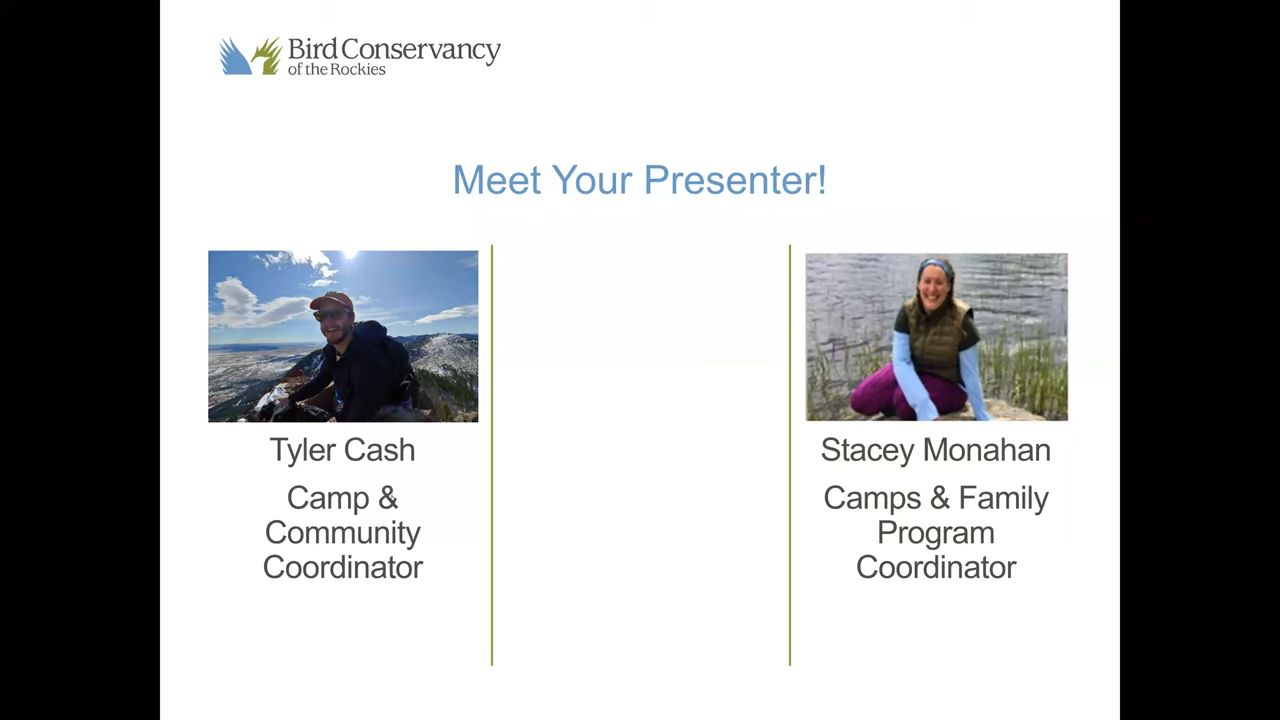 Bird Conservancy
of the Rockies
Meet Your Presenter!
Tyler Cash
Camp &
Community
Coordinator
Stacey Monahan
Camps & Family
Program
Coordinator